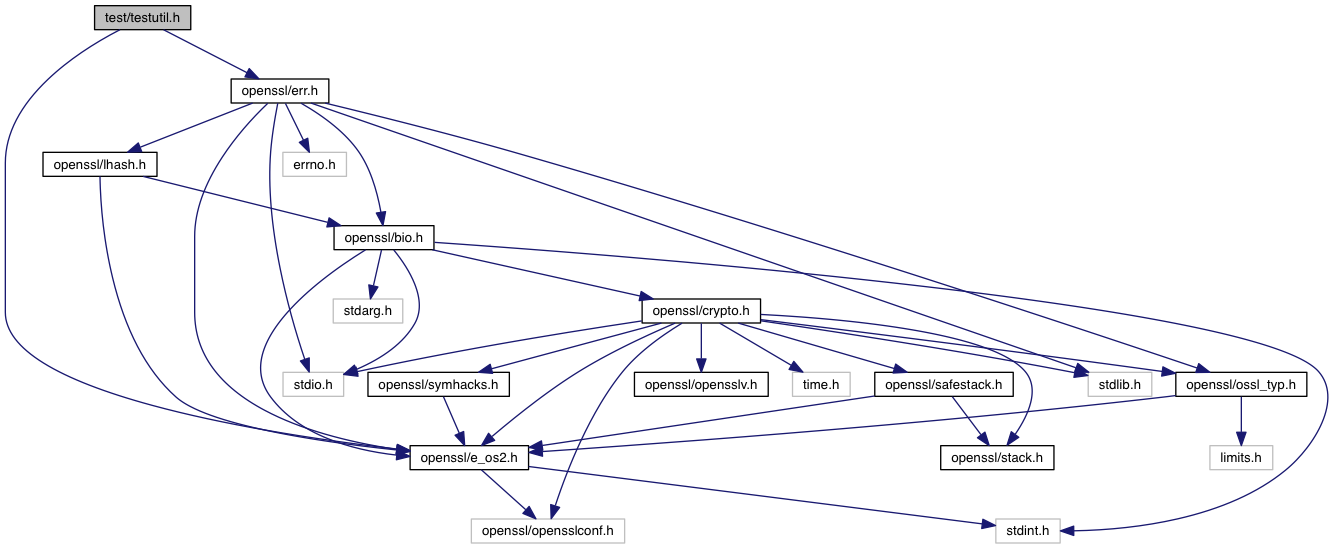 test/testutil.h
openssl/err.h
openssl/lhash.h
errno.h
openssl/bio.h
stdarg.h
openssl/crypto.h
stdio.h
openssl/symhacks.h
openssl/opensslv.h
time.h
openssl/safestack.h
stdlib.h
openssl/ossl_typ.h
openssl/e_os2.h
openssl/stack.h
limits.h
openssl/opensslconf.h
stdint.h